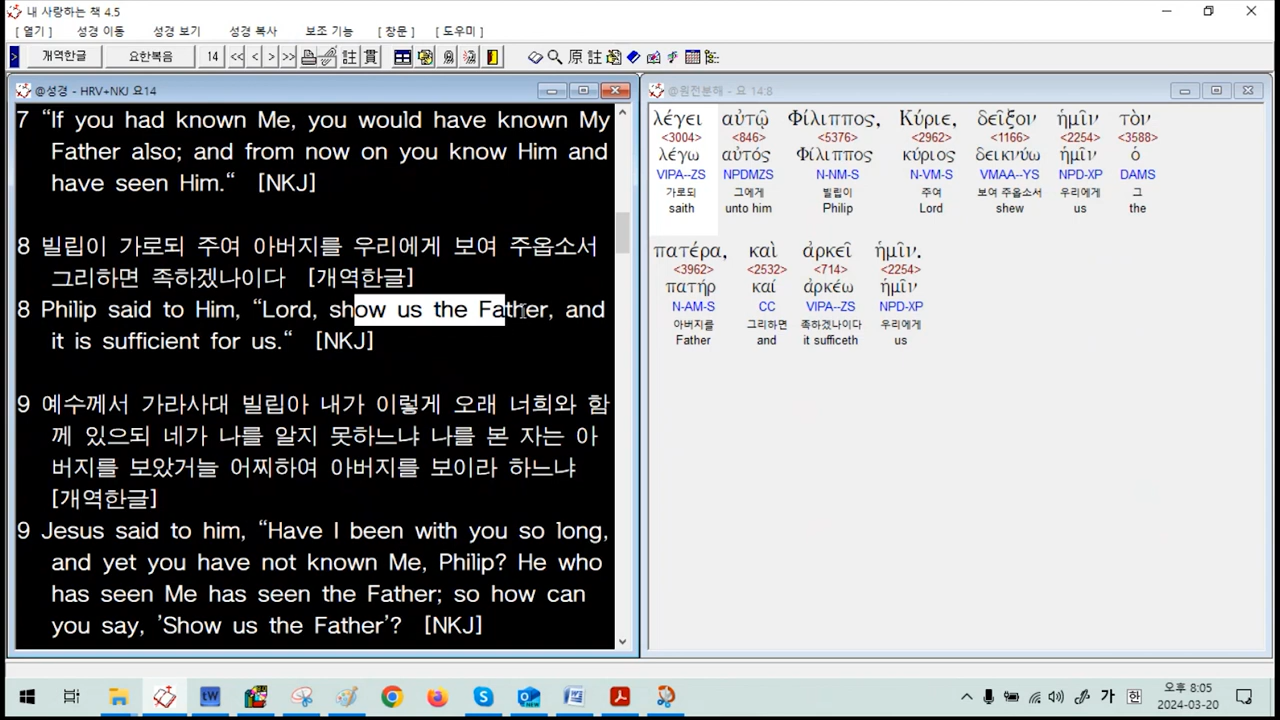 내 사랑하는 책 4.5
[ 열기 ] 성경 이동 성경 보기 성경 복사 보조 기능 [ 창문 ] [ 도우미 ]
> 개역한글 요한복음 14 << < > >> 註 貫 原 註
@성경 - HRV+NKJ 요14
7 “If you had known Me, you would have known My
Father also; and from now on you know Him and
have seen Him.“ [NKJ]
8 빌립이 가로되 주여 아버지를 우리에게 보여 주옵소서
그리하면 족하겠나이다 [개역한글]
8 Philip said to Him, “Lord, show us the Father, and
it is sufficient for us.“ [NKJ]
9 예수께서 가라사대 빌립아 내가 이렇게 오래 너희와 함
께 있으되 네가 나를 알지 못하느냐 나를 본 자는 아
버지를 보았거늘 어찌하여 아버지를 보이라 하느냐
[개역한글]
9 Jesus said to him, “Have I been with you so long,
and yet you have not known Me, Philip? He who
has seen Me has seen the Father; so how can
you say, ’Show us the Father’? [NKJ]
@원전분해 - 요 14:8
λέγει αὐτῷ Φίλιππος, Κύριε, δεῖξον ἡμῖν τὸν
<3004> <846> <5376> <2962> <1166> <2254> <3588>
λέγω αὐτός Φίλιππος κύριος δεικνύω ἡμῖν ὁ
VIPA--ZS NPDMZS N-NM-S N-VM-S VMAA--YS NPD-XP DAMS
가로되 그에게 빌립이 주여 보여 주옵소서 우리에게 그
saith unto him Philip Lord shew us the
πατέρα, καὶ ἀρκεῖ ἡμῖν.
<3962> <2532> <714> <2254>
πατήρ καί ἀρκέω ἡμῖν
N-AM-S CC VIPA--ZS NPD-XP
아버지를 그리하면 족하겠나이다 우리에게
Father and it sufficeth us
tW 가 한
오후 8:05
2024-03-20